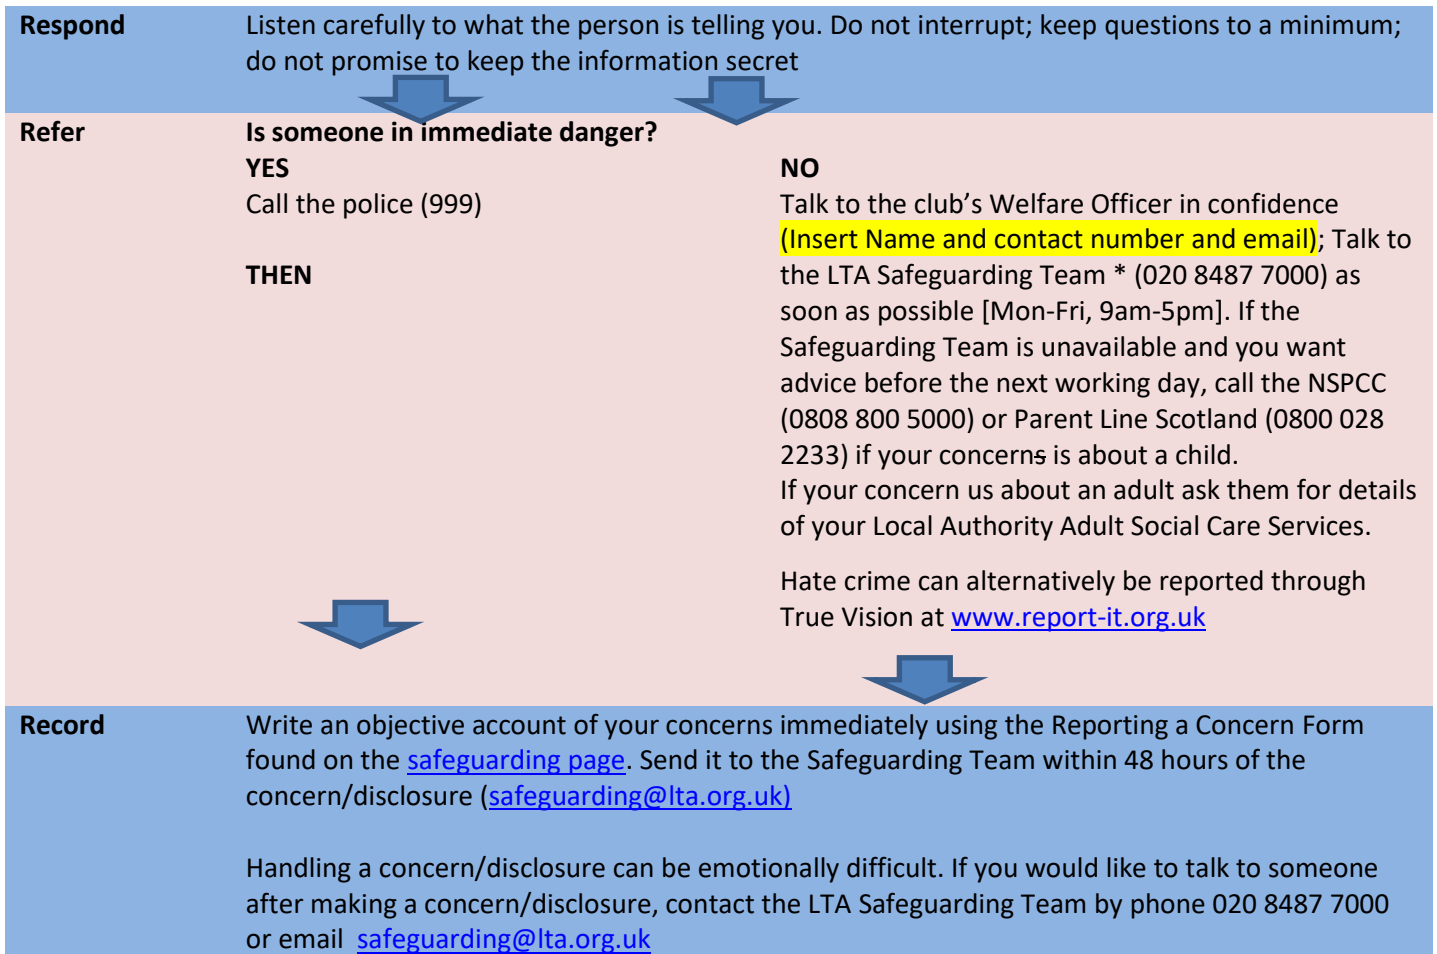 Respond
Listen carefully to what the person is telling you. Do not interrupt; keep questions to a minimum;
do not promise to keep the information secret
Refer
Is someone in immediate danger?
YES
Call the police (999)
THEN
NO
Talk to the club’s Welfare Officer in confidence
(Insert Name and contact number and email); Talk to
the LTA Safeguarding Team * (020 8487 7000) as
soon as possible [Mon-Fri, 9am-5pm]. If the
Safeguarding Team is unavailable and you want
advice before the next working day, call the NSPCC
(0808 800 5000) or Parent Line Scotland (0800 028
2233) if your concerns is about a child.
If your concern us about an adult ask them for details
of your Local Authority Adult Social Care Services.
Hate crime can alternatively be reported through
True Vision at www.report-it.org.uk
Record
Write an objective account of your concerns immediately using the Reporting a Concern Form
found on the safeguarding page. Send it to the Safeguarding Team within 48 hours of the
concern/disclosure (safeguarding@lta.org.uk)
Handling a concern/disclosure can be emotionally difficult. If you would like to talk to someone
after making a concern/disclosure, contact the LTA Safeguarding Team by phone 020 8487 7000
or email safeguarding@lta.org.uk